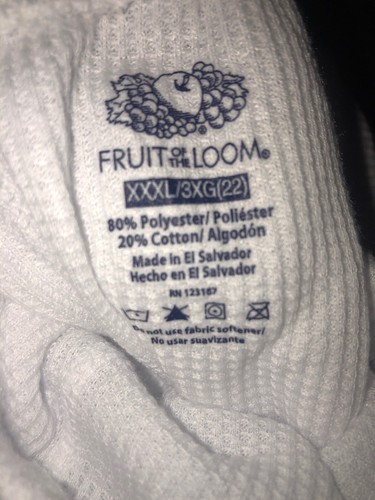 FRUIT OF THE LOOM®
XXXL/3XG(22)
80% Polyester/ Poliéster
20% Cotton/ Algodón
Made in El Salvador
Hecho en El Salvador
RN 123167
Do not use fabric softener/
No usar suavizante